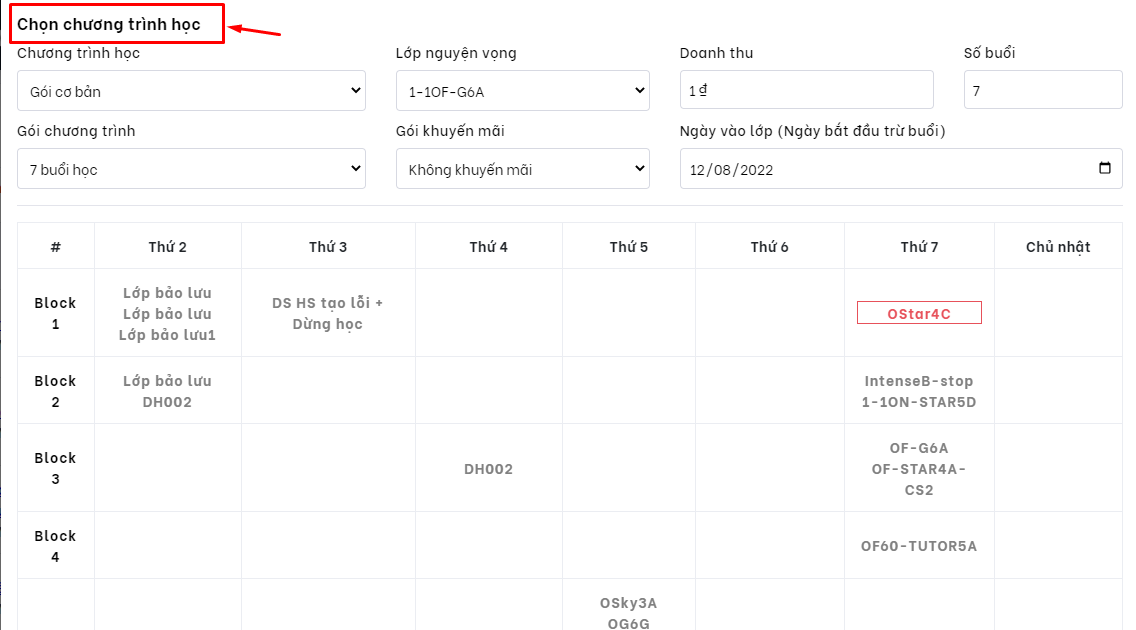 Chọn chương trình học
Chương trình học Lớp nguyện vọng Doanh thu Số buổi
Gói cơ bản 1-1OF-G6A 1 ₫ 7
Gói chương trình Gói khuyến mãi Ngày vào lớp (Ngày bắt đầu trừ buổi)
7 buổi học Không khuyến mãi 12/08/2022
# Thứ 2 Thứ 3 Thứ 4 Thứ 5 Thứ 6 Thứ 7 Chủ nhật
Block
1
Lớp bảo lưu
Lớp bảo lưu
Lớp bảo lưu1
DS HS tạo lỗi +
Dừng học
OStar4C
Block
2
Lớp bảo lưu
DH002
IntenseB-stop
1-1ON-STAR5D
Block
3
DH002
OF-G6A
OF-STAR4A-
CS2
Block
4
OF60-TUTOR5A
OSky3A
OG6G